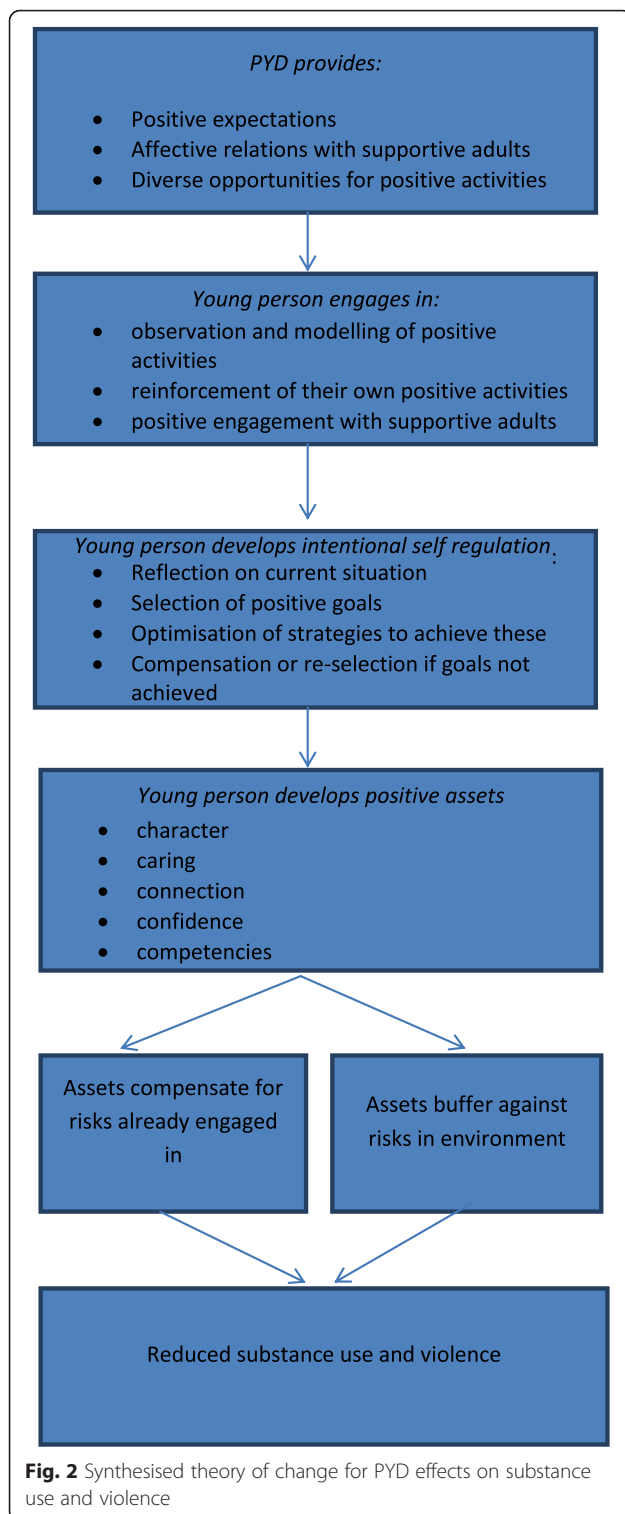 PYD provides:
• Positive expectations
• Affective relations with supportive adults
• Diverse opportunities for positive activities
Young person engages in:
• observation and modelling of positive
activities
• reinforcement of their own positive activities
• positive engagement with supportive adults
Young person develops intentional self regulation:
• Reflection on current situation
• Selection of positive goals
• Optimisation of strategies to achieve these
• Compensation or re-selection if goals not
achieved
Young person develops positive assets
• character
• caring
• connection
• confidence
• competencies
Assets compensate for
risks already engaged
in
Assets buffer against
risks in environment
Reduced substance use and violence
Fig. 2 Synthesised theory of change for PYD effects on substance
use and violence